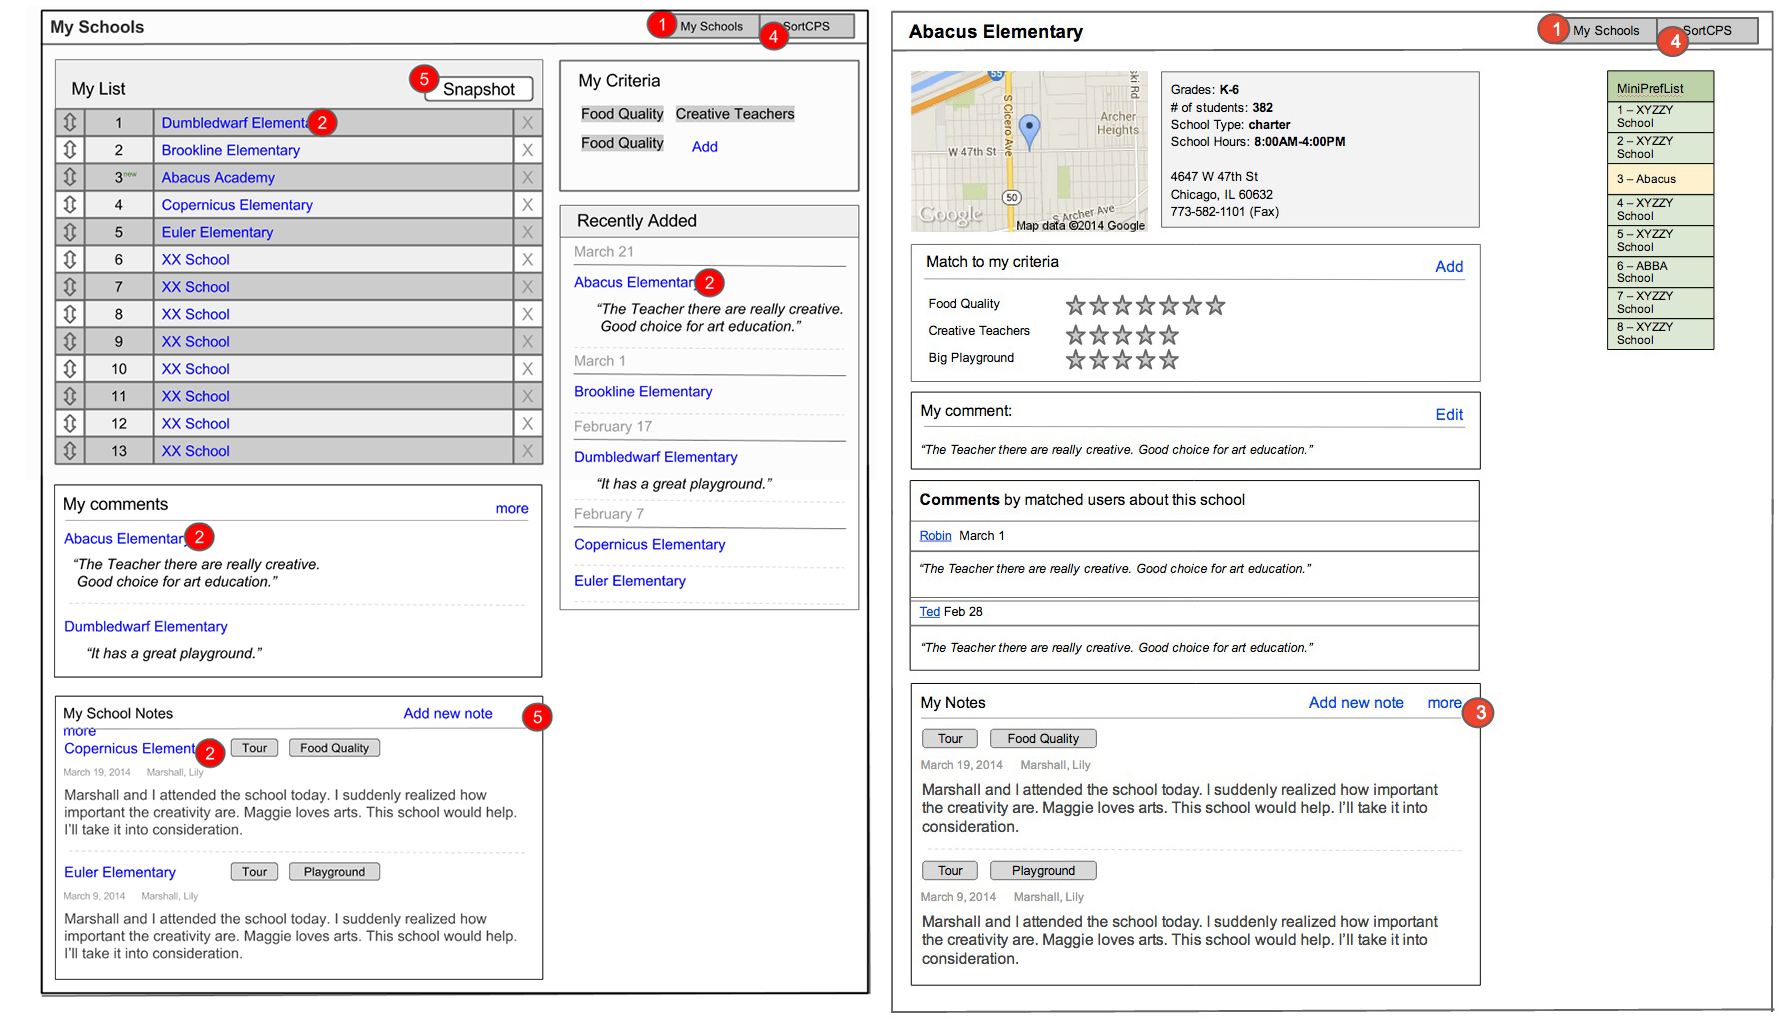 My Schools
1 My Schools
4 SortCPS
My List
5 Snapshot
1 Dumbledwarf Elementa 2 X
2 Brookline Elementary X
3 new Abacus Academy X
4 Copernicus Elementary X
5 Euler Elementary X
6 XX School X
7 XX School X
8 XX School X
9 XX School X
10 XX School X
11 XX School X
12 XX School X
13 XX School X
My comments
more
Abacus Elementary 2
“The Teacher there are really creative.
Good choice for art education.”
Dumbledwarf Elementary
“It has a great playground.”
My School Notes
Add new note 5
more
Copernicus Element 2 Tour Food Quality
March 19, 2014 Marshall, Lily
Marshall and I attended the school today. I suddenly realized how
important the creativity are. Maggie loves arts. This school would help.
I’ll take it into consideration.
Euler Elementary Tour Playground
March 9, 2014 Marshall, Lily
Marshall and I attended the school today. I suddenly realized how
important the creativity are. Maggie loves arts. This school would help.
I’ll take it into consideration.
My Criteria
Food Quality Creative Teachers
Food Quality Add
Recently Added
March 21
Abacus Elementar 2
“The Teacher there are really creative.
Good choice for art education.”
March 1
Brookline Elementary
February 17
Dumbledwarf Elementary
“It has a great playground.”
February 7
Copernicus Elementary
Euler Elementary
Abacus Elementary
1 My Schools
4 SortCPS
55
S Cicero Ave
ski Rd
Archer
Heights
W 47th St
50
S Archer Ave
Google
Map data ©2014 Google
Grades: K-6
# of students: 382
School Type: charter
School Hours: 8:00AM-4:00PM
4647 W 47th St
Chicago, IL 60632
773-582-1101 (Fax)
MiniPrefList
1 – XYZZY
School
2 – XYZZY
School
3 – Abacus
4 – XYZZY
School
5 – XYZZY
School
6 – ABBA
School
7 – XYZZY
School
8 – XYZZY
School
Match to my criteria
Add
Food Quality
Creative Teachers
Big Playground
My comment:
Edit
“The Teacher there are really creative. Good choice for art education.”
Comments by matched users about this school
Robin March 1
“The Teacher there are really creative. Good choice for art education.”
Ted Feb 28
“The Teacher there are really creative. Good choice for art education.”
My Notes
Add new note more 3
Tour Food Quality
March 19, 2014 Marshall, Lily
Marshall and I attended the school today. I suddenly realized how important
the creativity are. Maggie loves arts. This school would help. I’ll take it into
consideration.
Tour Playground
March 9, 2014 Marshall, Lily
Marshall and I attended the school today. I suddenly realized how important
the creativity are. Maggie loves arts. This school would help. I’ll take it into
consideration.